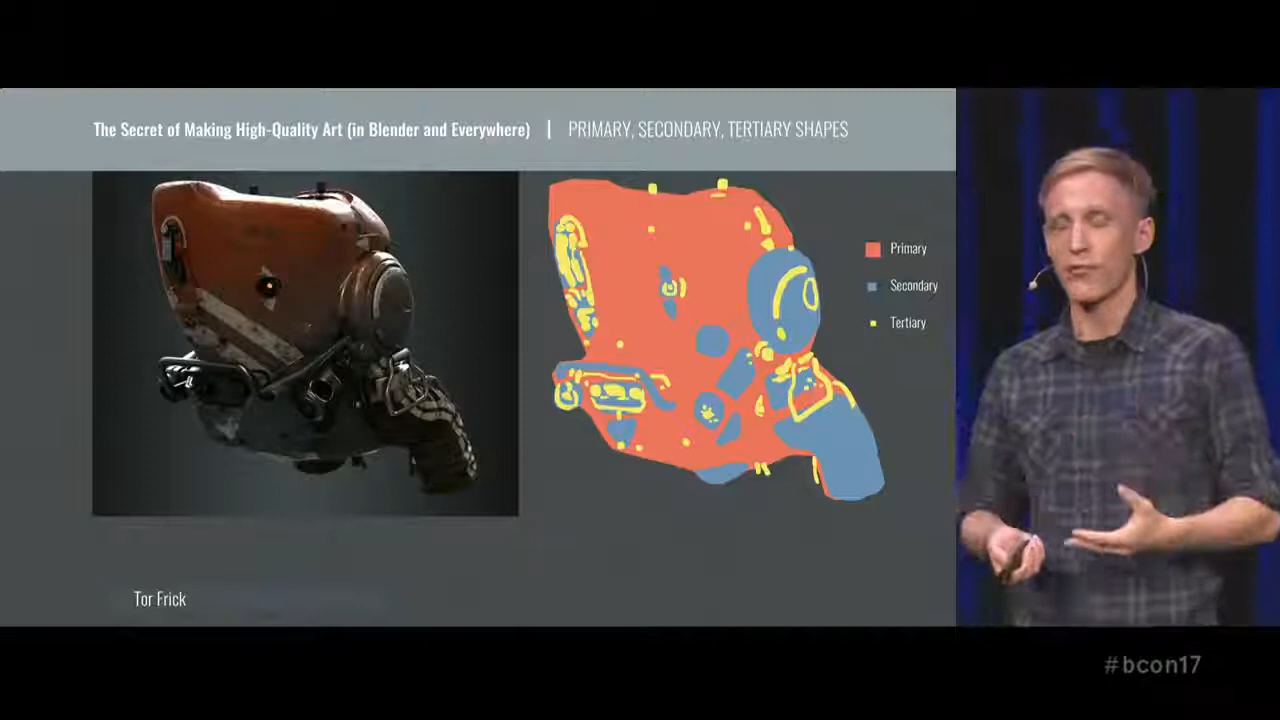 The Secret of Making High-Quality Art (in Blender and Everywhere) | PRIMARY, SECONDARY, TERTIARY SHAPES
Primary
Secondary
Tertiary
Tor Frick
#bcon17